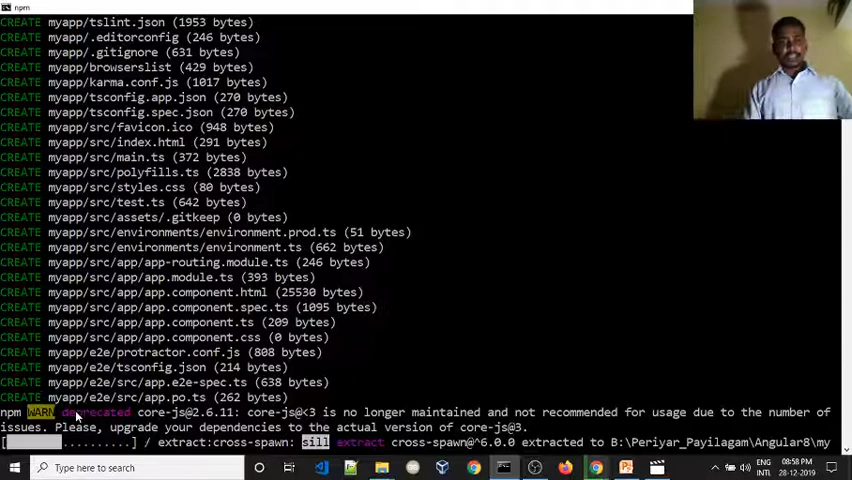 npm
CREATE myapp/tslint.json (1953 bytes)
CREATE myapp/.editorconfig (246 bytes)
CREATE myapp/.gitignore (631 bytes)
CREATE myapp/browserslist (429 bytes)
CREATE myapp/karma.conf.js (1017 bytes)
CREATE myapp/tsconfig.app.json (270 bytes)
CREATE myapp/tsconfig.spec.json (270 bytes)
CREATE myapp/src/favicon.ico (948 bytes)
CREATE myapp/src/index.html (291 bytes)
CREATE myapp/src/main.ts (372 bytes)
CREATE myapp/src/polyfills.ts (2838 bytes)
CREATE myapp/src/styles.css (80 bytes)
CREATE myapp/src/test.ts (642 bytes)
CREATE myapp/src/assets/.gitkeep (0 bytes)
CREATE myapp/src/environments/environment.prod.ts (51 bytes)
CREATE myapp/src/environments/environment.ts (662 bytes)
CREATE myapp/src/app/app-routing.module.ts (246 bytes)
CREATE myapp/src/app/app.module.ts (393 bytes)
CREATE myapp/src/app/app.component.html (25530 bytes)
CREATE myapp/src/app/app.component.spec.ts (1095 bytes)
CREATE myapp/src/app/app.component.ts (209 bytes)
CREATE myapp/src/app/app.component.css (0 bytes)
CREATE myapp/e2e/protractor.conf.js (808 bytes)
CREATE myapp/e2e/tsconfig.json (214 bytes)
CREATE myapp/e2e/src/app.e2e-spec.ts (638 bytes)
CREATE myapp/e2e/src/app.po.ts (262 bytes)
npm WARN deprecated core-js@2.6.11: core-js@<3 is no longer maintained and not recommended for usage due to the number of
issues. Please, upgrade your dependencies to the actual version of core-js@3.
[ ..........] / extract:cross-spawn: sill extract cross-spawn@^6.0.0 extracted to B:\Periyar_Payilagam\Angular8\my
Type here to search
ENG
INTL
08:58 PM
28-12-2019